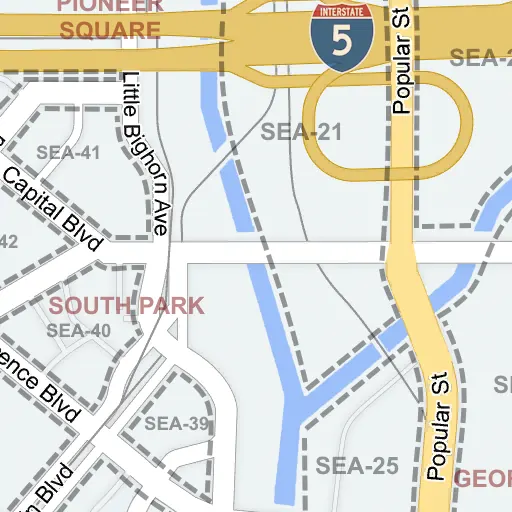 PIONEER
SQUARE
INTERSTATE
5
Popular St
SEA-2
SEA-21
Little Bighorn Ave
SEA-41
Capital Blvd
42
SOUTH PARK
SEA-40
ence Blvd
SEA-39
Popular St
SE
SEA-25
GEOR
n Blvd